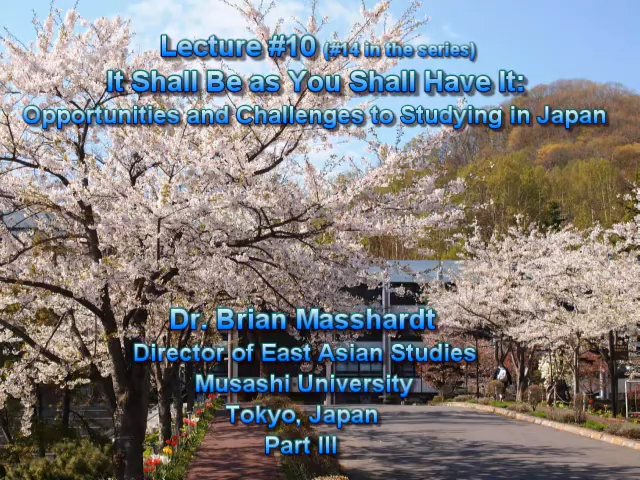 Lecture #10 (#14 in the series)
It Shall Be as You Shall Have It:
Opportunities and Challenges to Studying in Japan
Dr. Brian Masshardt
Director of East Asian Studies
Musashi University
Tokyo, Japan
Part III